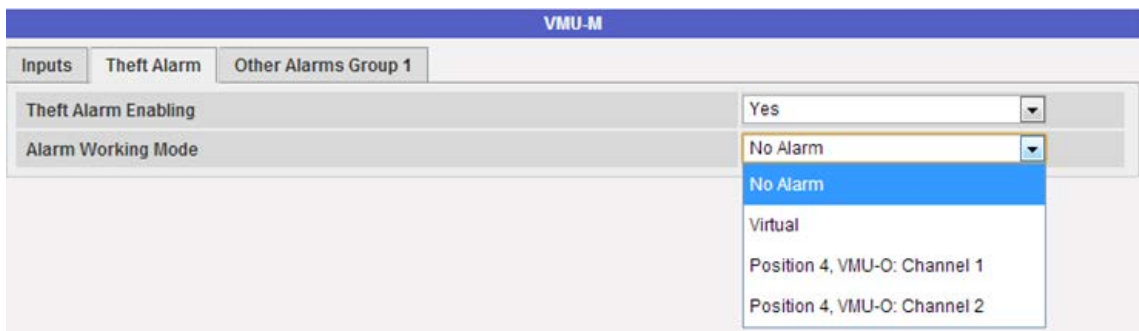 VMU-M
Inputs Theft Alarm Other Alarms Group 1
Theft Alarm Enabling Yes
Alarm Working Mode No Alarm
No Alarm
Virtual
Position 4, VMU-O: Channel 1
Position 4, VMU-O: Channel 2